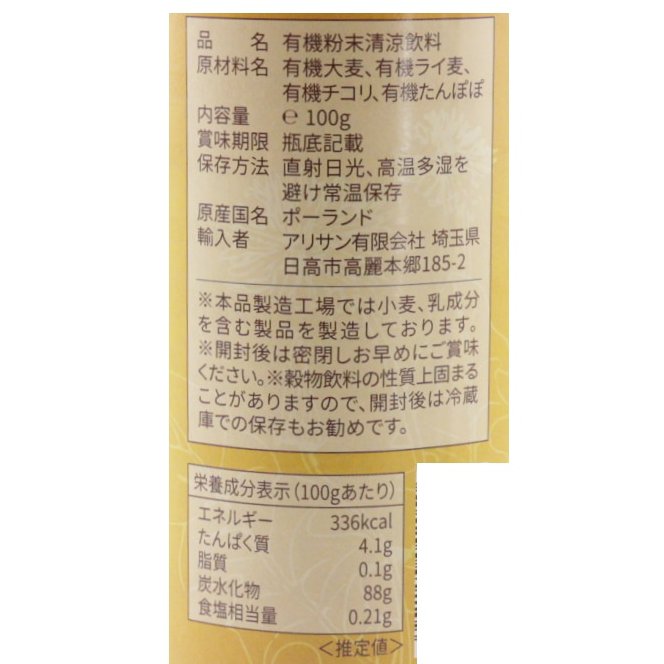 品名 有機粉末清涼飲料
原材料名 有機大麦、有機ライ麦、
有機チコリ、有機たんぽぽ
内容量 ℮ 100g
賞味期限 瓶底記載
保存方法 直射日光、高温多湿を
避け常温保存
原産国名 ポーランド
輸入者 アリサン有限会社 埼玉県
日高市高麗本郷185-2
※本品製造工場では小麦、乳成分
を含む製品を製造しております。
※開封後は密閉しお早めにご賞味
ください。※穀物飲料の性質上固まる
ことがありますので、開封後は冷蔵
庫での保存もお勧めです。
栄養成分表示（100gあたり）
エネルギー 336kcal
たんぱく質 4.1g
脂質 0.1g
炭水化物 88g
食塩相当量 0.21g
＜推定値＞